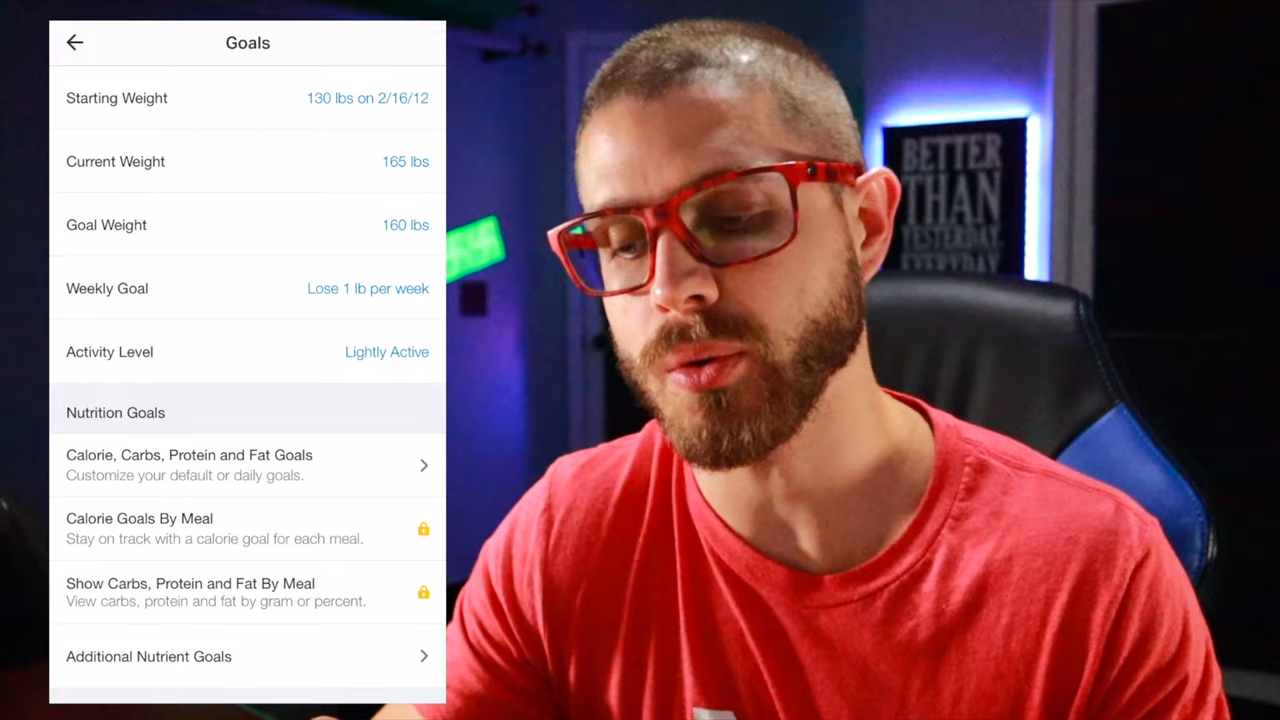 Goals
Starting Weight 130 lbs on 2/16/12
Current Weight 165 lbs
Goal Weight 160 lbs
Weekly Goal Lose 1 lb per week
Activity Level Lightly Active
Nutrition Goals
Calorie, Carbs, Protein and Fat Goals
Customize your default or daily goals.
Calorie Goals By Meal
Stay on track with a calorie goal for each meal.
Show Carbs, Protein and Fat By Meal
View carbs, protein and fat by gram or percent.
Additional Nutrient Goals
BETTER
THAN
YESTERDAY.
EVERYDAY